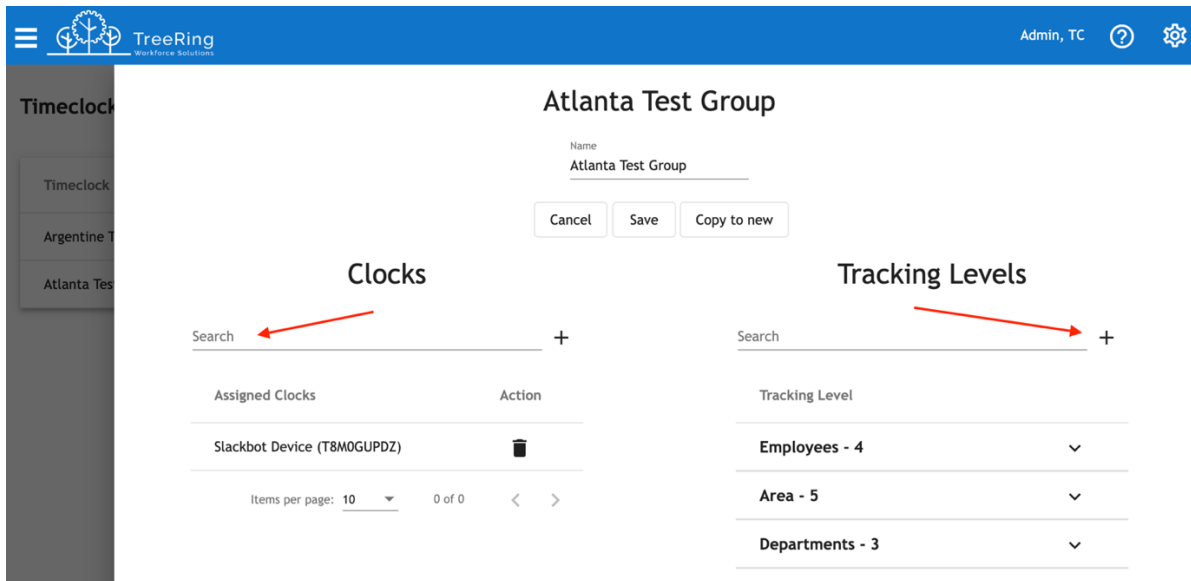 TreeRing
Workforce Solutions
Admin, TC
Timeclock
Atlanta Test Group
Name
Atlanta Test Group
Timeclock
Cancel Save Copy to new
Argentine T
Clocks Tracking Levels
Atlanta Tes
Search + Search +
Assigned Clocks Action Tracking Level
Slackbot Device (T8M0GUPDZ) Employees - 4
Items per page: 10 0 of 0 Area - 5
Departments - 3